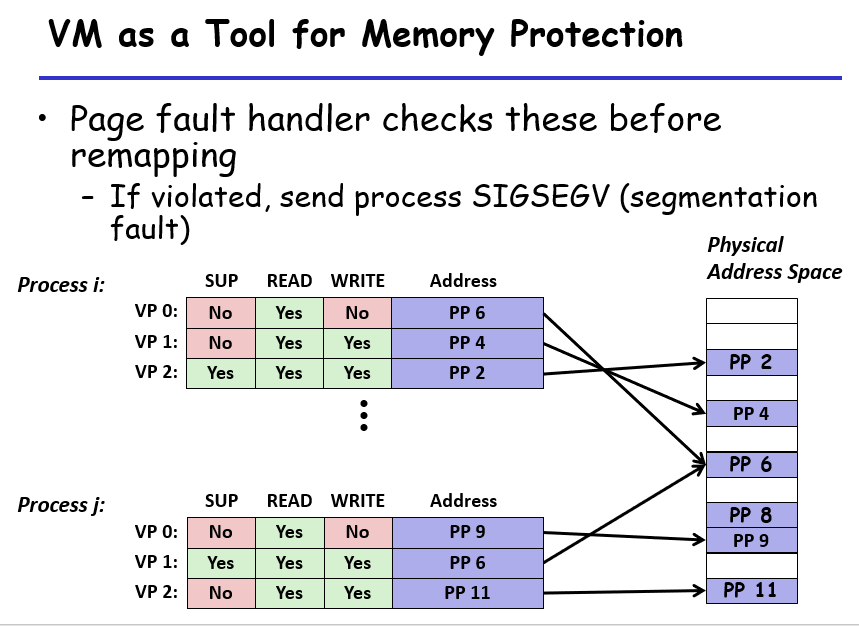 VM as a Tool for Memory Protection
• Page fault handler checks these before
remapping
– If violated, send process SIGSEGV (segmentation
fault)
Physical
Address Space
Process i:
SUP READ WRITE Address
VP 0: No Yes No PP 6
VP 1: No Yes Yes PP 4
VP 2: Yes Yes Yes PP 2
Process j:
SUP READ WRITE Address
VP 0: No Yes No PP 9
VP 1: Yes Yes Yes PP 6
VP 2: No Yes Yes PP 11
PP 2
PP 4
PP 6
PP 8
PP 9
PP 11